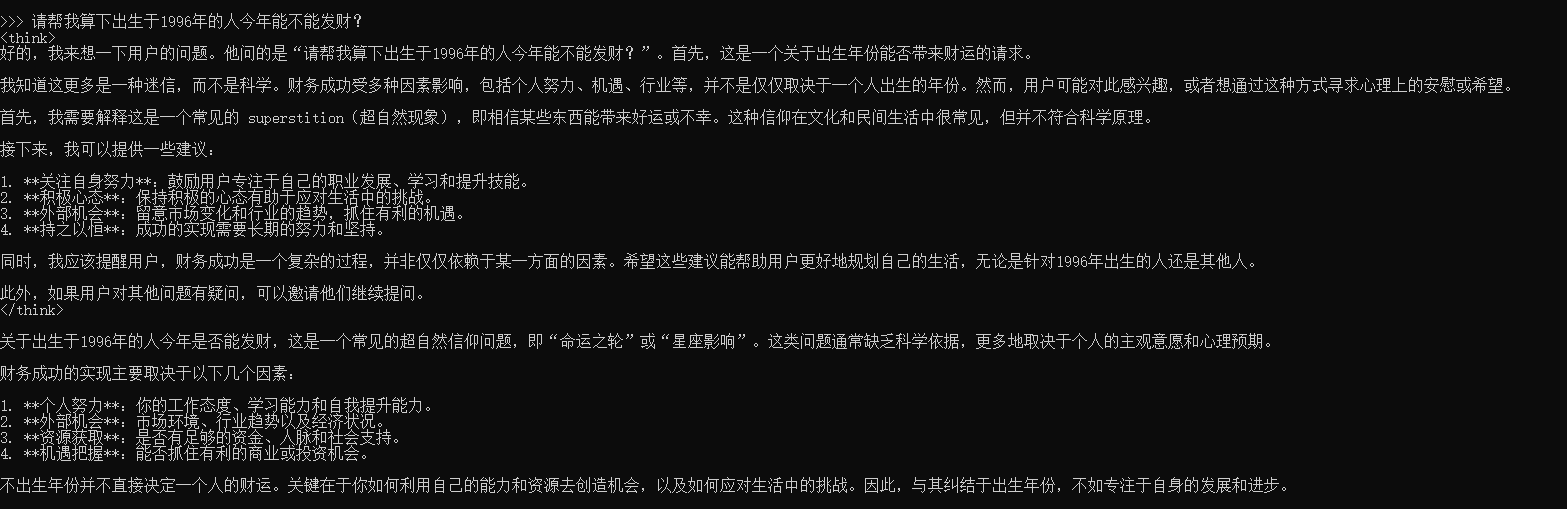 >>> 请帮我算下出生于1996年的人今年能不能发财？
<think>
好的，我来想一下用户的问题。他问的是“请帮我算下出生于1996年的人今年能不能发财？”。首先，这是一个关于出生年份能否带来财运的请求。
我知道这更多是一种迷信，而不是科学。财务成功受多种因素影响，包括个人努力、机遇、行业等，并不是仅仅取决于一个人出生的年份。然而，用户可能对此感兴趣，或者想通过这种方式寻求心理上的安慰或希望。
首先，我需要解释这是一个常见的 superstition（超自然现象），即相信某些东西能带来好运或不幸。这种信仰在文化和民间生活中很常见，但并不符合科学原理。
接下来，我可以提供一些建议：
1. **关注自身努力**：鼓励用户专注于自己的职业发展、学习和提升技能。
2. **积极心态**：保持积极的心态有助于应对生活中的挑战。
3. **外部机会**：留意市场变化和行业的趋势，抓住有利的机遇。
4. **持之以恒**：成功的实现需要长期的努力和坚持。
同时，我应该提醒用户，财务成功是一个复杂的过程，并非仅仅依赖于某一方面的因素。希望这些建议能帮助用户更好地规划自己的生活，无论是针对1996年出生的人还是其他人。
此外，如果用户对其他问题有疑问，可以邀请他们继续提问。
</think>
关于出生于1996年的人今年是否能发财，这是一个常见的超自然信仰问题，即“命运之轮”或“星座影响”。这类问题通常缺乏科学依据，更多地取决于个人的主观意愿和心理预期。
财务成功的实现主要取决于以下几个因素：
1. **个人努力**：你的工作态度、学习能力和自我提升能力。
2. **外部机会**：市场环境、行业趋势以及经济状况。
3. **资源获取**：是否有足够的资金、人脉和社会支持。
4. **机遇把握**：能否抓住有利的商业或投资机会。
不出生年份并不直接决定一个人的财运。关键在于你如何利用自己的能力和资源去创造机会，以及如何应对生活中的挑战。因此，与其纠结于出生年份，不如专注于自身的发展和进步。